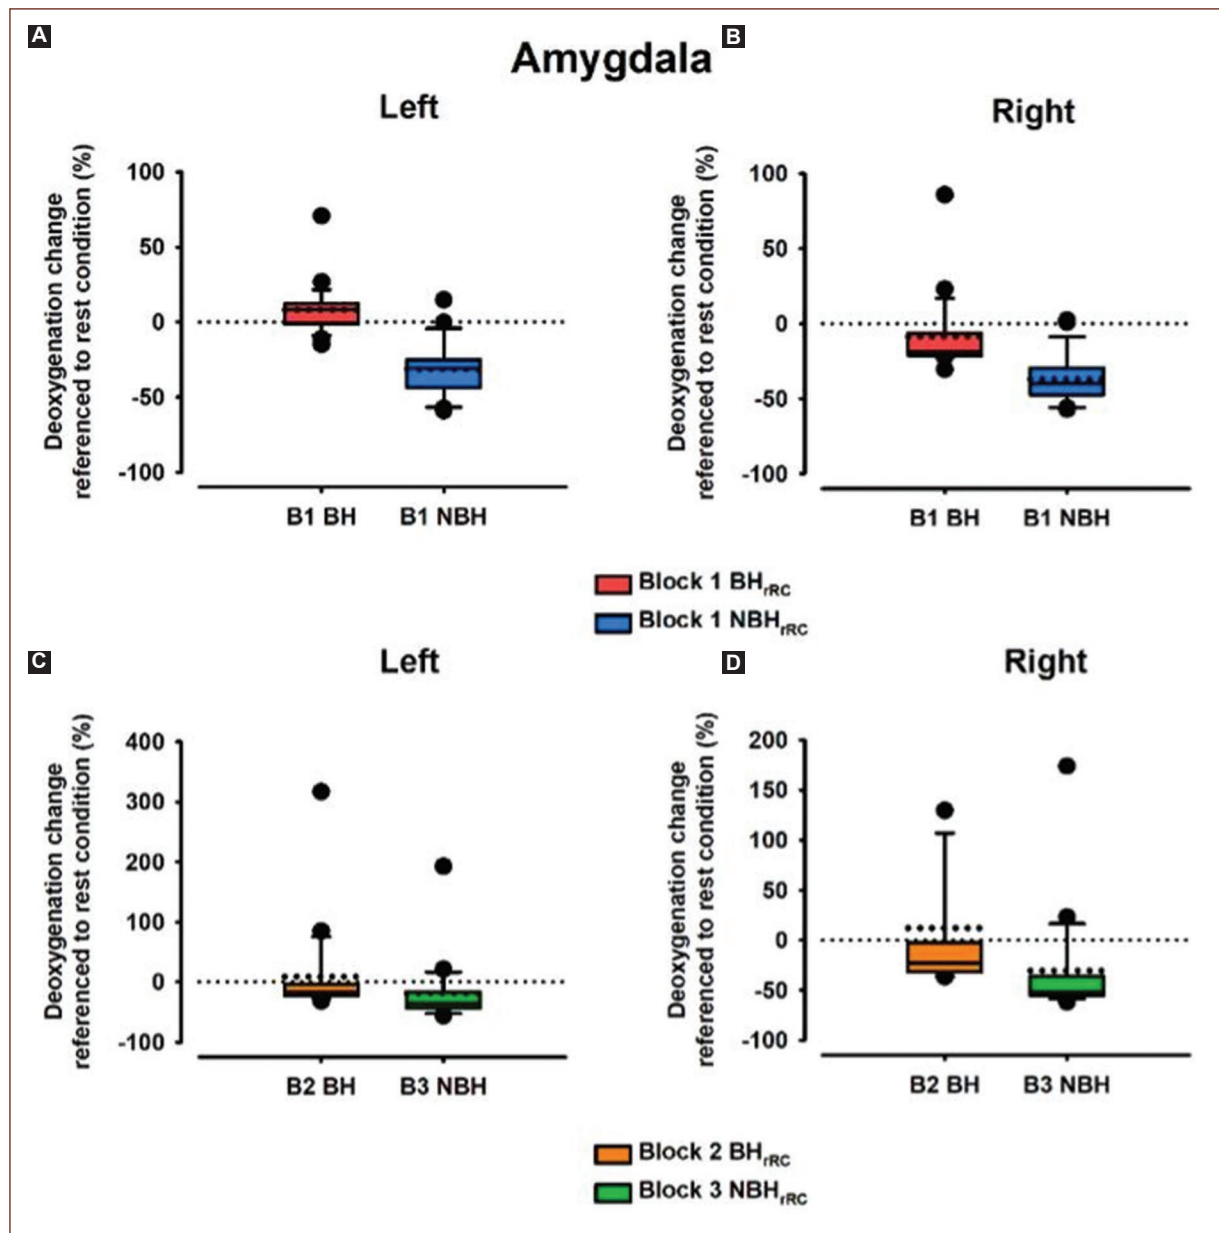 A
B
Amygdala
Left
Right
Deoxygenation change
referenced to rest condition (%)
100
50
0
-50
-100
B1 BH
B1 NBH
Deoxygenation change
referenced to rest condition (%)
100
50
0
-50
-100
B1 BH
B1 NBH
Block 1 BHrRC
Block 1 NBHrRC
C
Left
D
Right
Deoxygenation change
referenced to rest condition (%)
400
300
200
100
0
-100
B2 BH
B3 NBH
Deoxygenation change
referenced to rest condition (%)
200
150
100
50
0
-50
-100
B2 BH
B3 NBH
Block 2 BHrRC
Block 3 NBHrRC